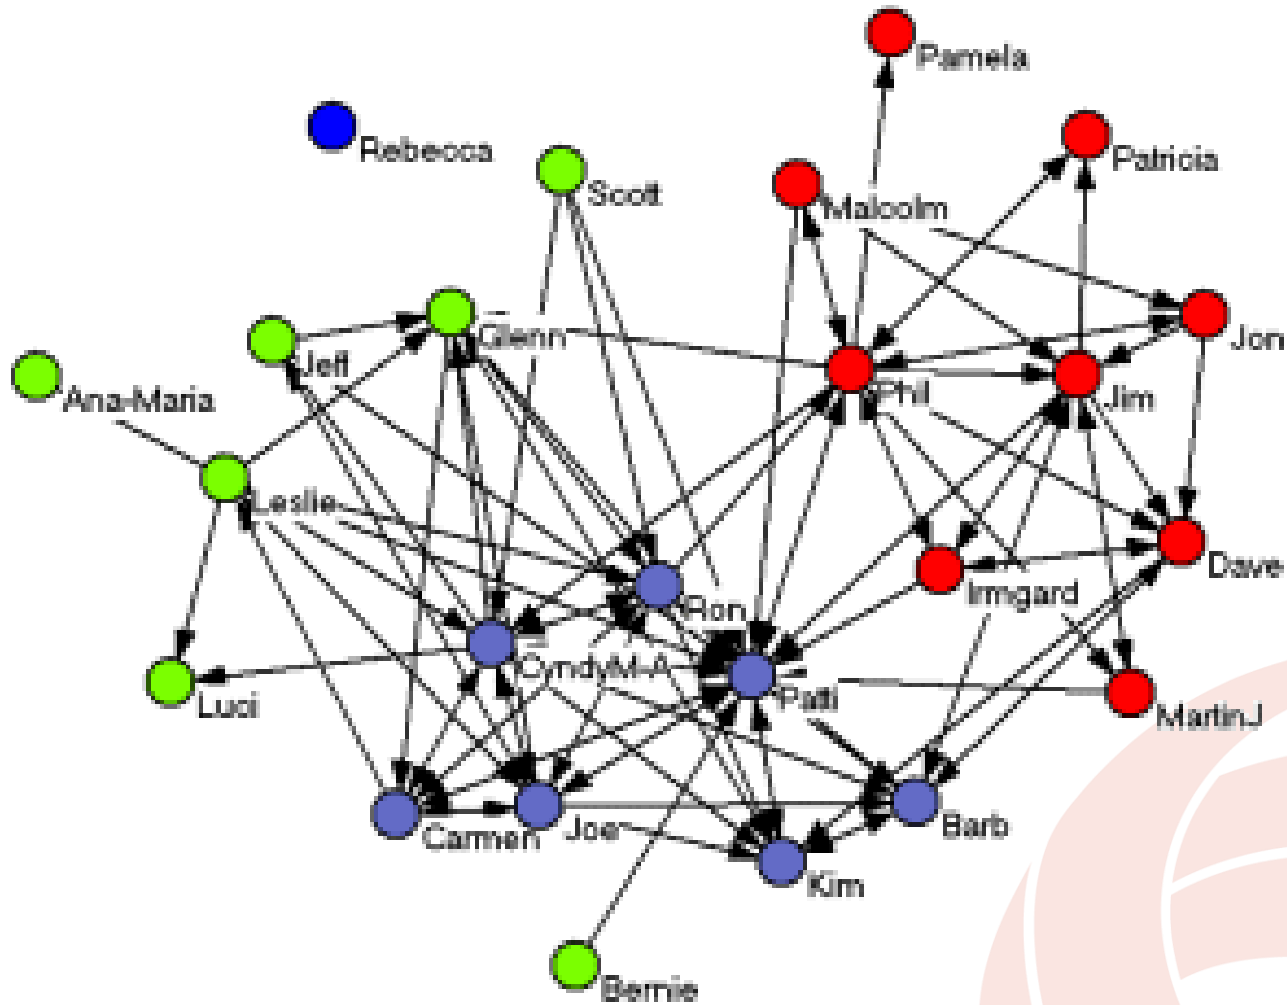 Pamela
Rebecca
Patricia
Scott
Malcolm
Glenn
Jeff
Jon
Ana-Maria
Phil
Jim
Leslie
Dave
Irmgard
Ron
CyndyM-A
Luci
Patti
MartinJ
Carmen
Joe
Barb
Kim
Bernie